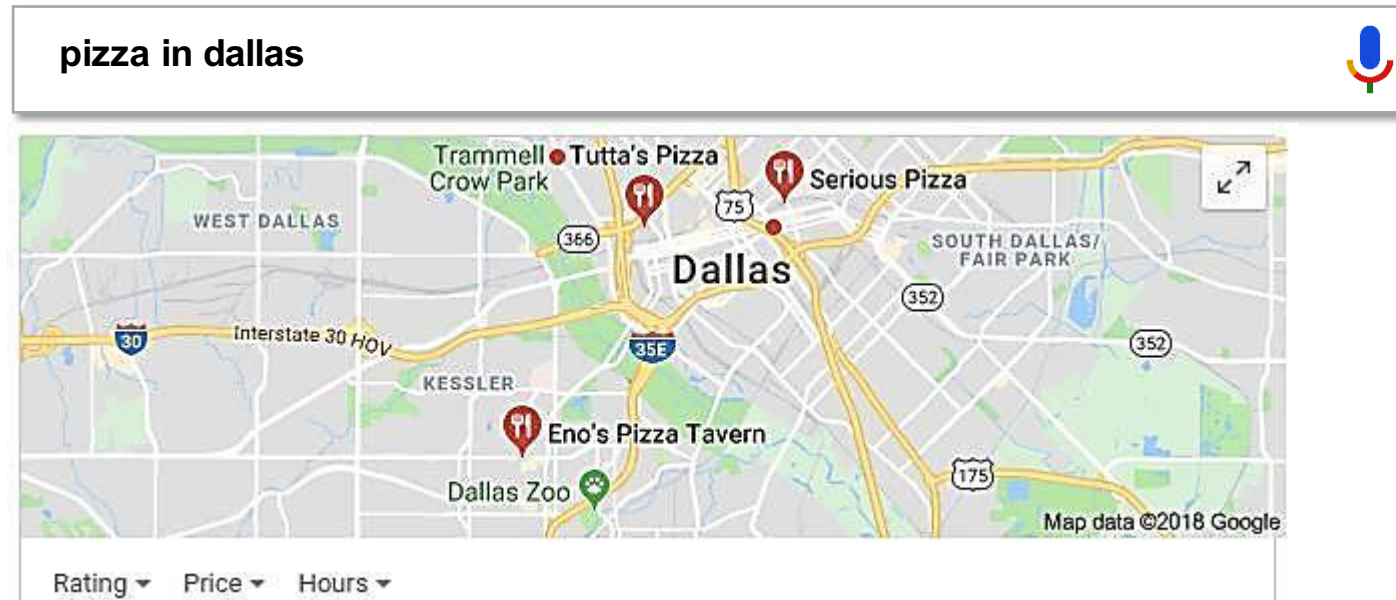 pizza in dallas
Trammell
Crow Park
Tutta's Pizza
Serious Pizza
75
WEST DALLAS
366
SOUTH DALLAS/
FAIR PARK
Dallas
352
30
Interstate 30 HOV
35E
352
KESSLER
Eno's Pizza Tavern
175
Dallas Zoo
Map data ©2018 Google
Rating Price Hours